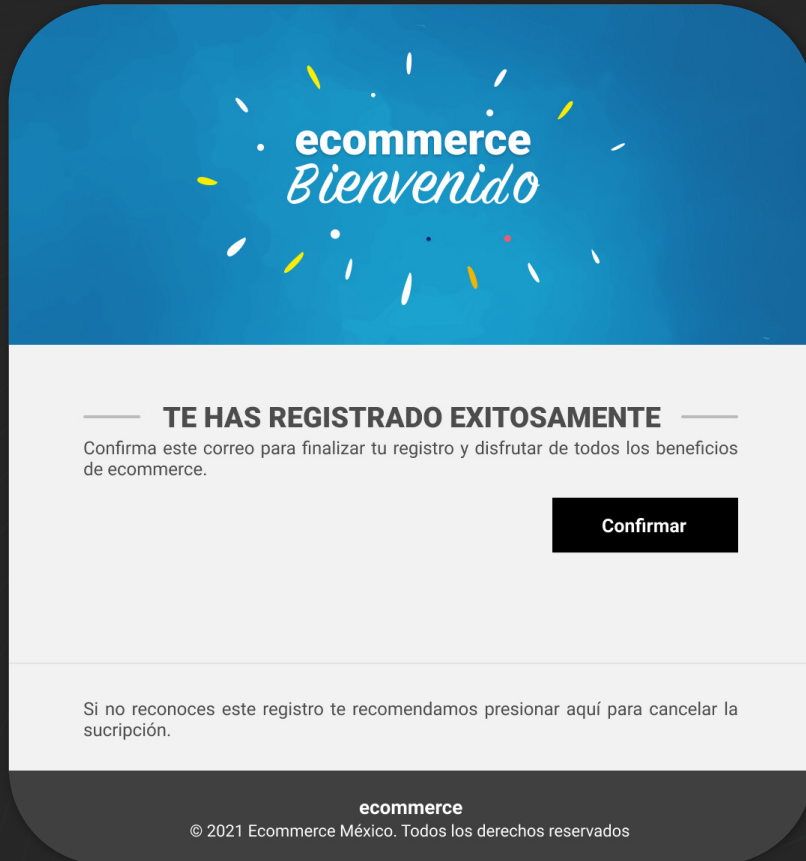 ecommerce
Bienvenido
TE HAS REGISTRADO EXITOSAMENTE
Confirma este correo para finalizar tu registro y disfrutar de todos los beneficios
de ecommerce.
Confirmar
Si no reconoces este registro te recomendamos presionar aquí para cancelar la
sucripción.
ecommerce
© 2021 Ecommerce México. Todos los derechos reservados